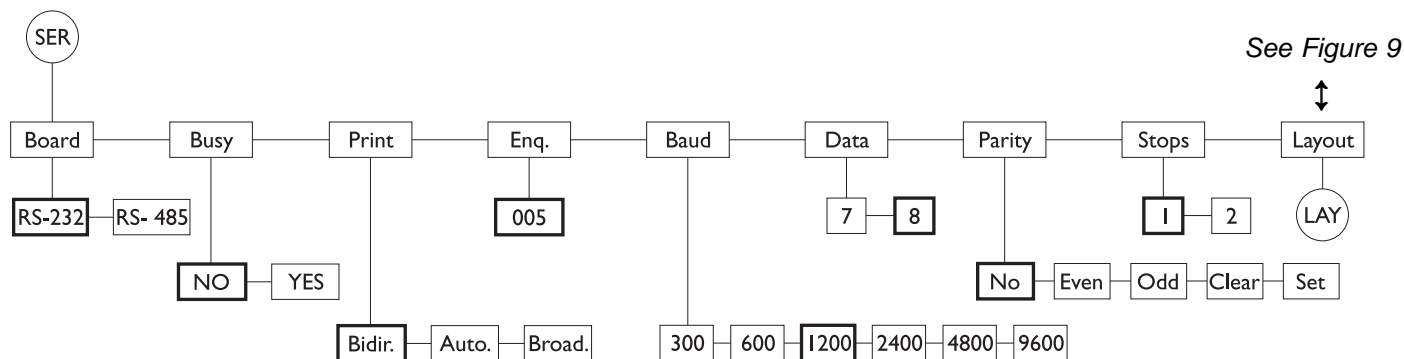 SER
See Figure 9
Board Busy Print Enq. Baud Data Parity Stops Layout
RS-232 RS- 485 005 7 8 1 2 LAY
NO YES No Even Odd Clear Set
Bidir. Auto. Broad. 300 600 1200 2400 4800 9600